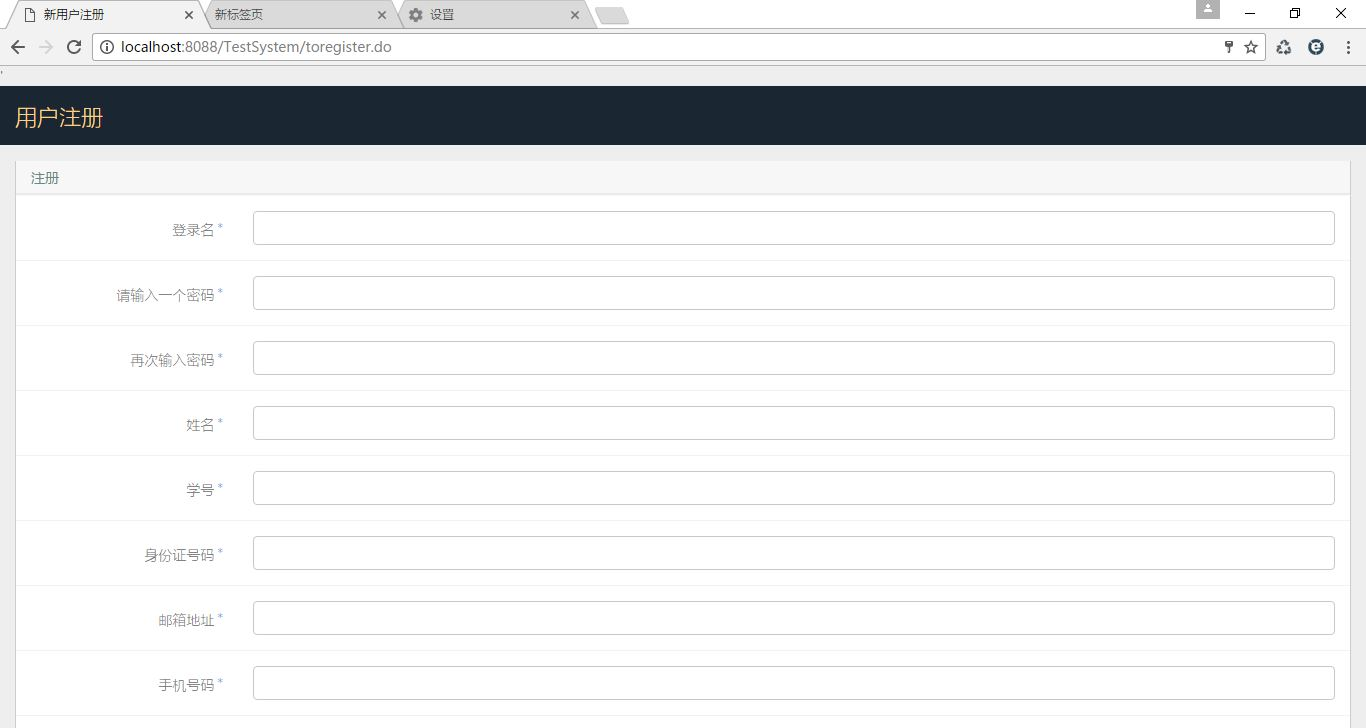 新用户注册
新标签页
设置
localhost:8088/TestSystem/toregister.do
'
用户注册
注册
登录名 *
请输入一个密码 *
再次输入密码 *
姓名 *
学号 *
身份证号码 *
邮箱地址 *
手机号码 *